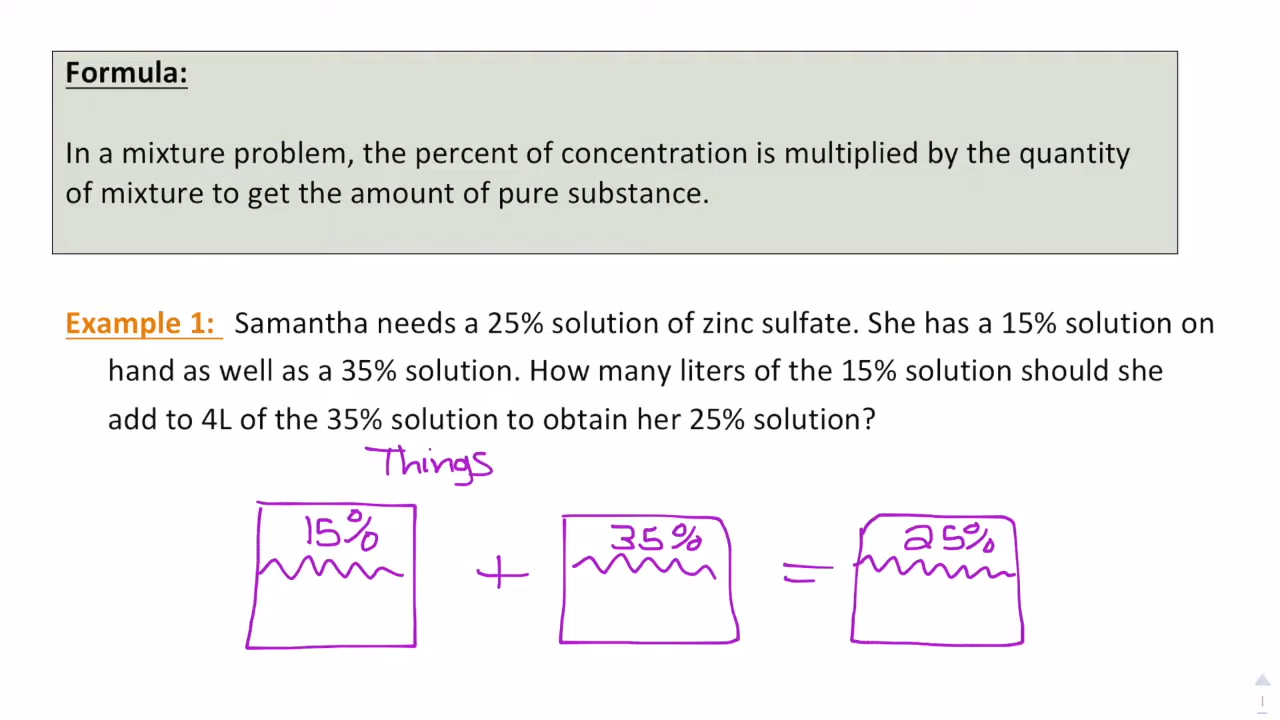 Formula:
In a mixture problem, the percent of concentration is multiplied by the quantity
of mixture to get the amount of pure substance.
Example 1: Samantha needs a 25% solution of zinc sulfate. She has a 15% solution on
hand as well as a 35% solution. How many liters of the 15% solution should she
add to 4L of the 35% solution to obtain her 25% solution?
Things
15% + 35% = 25%